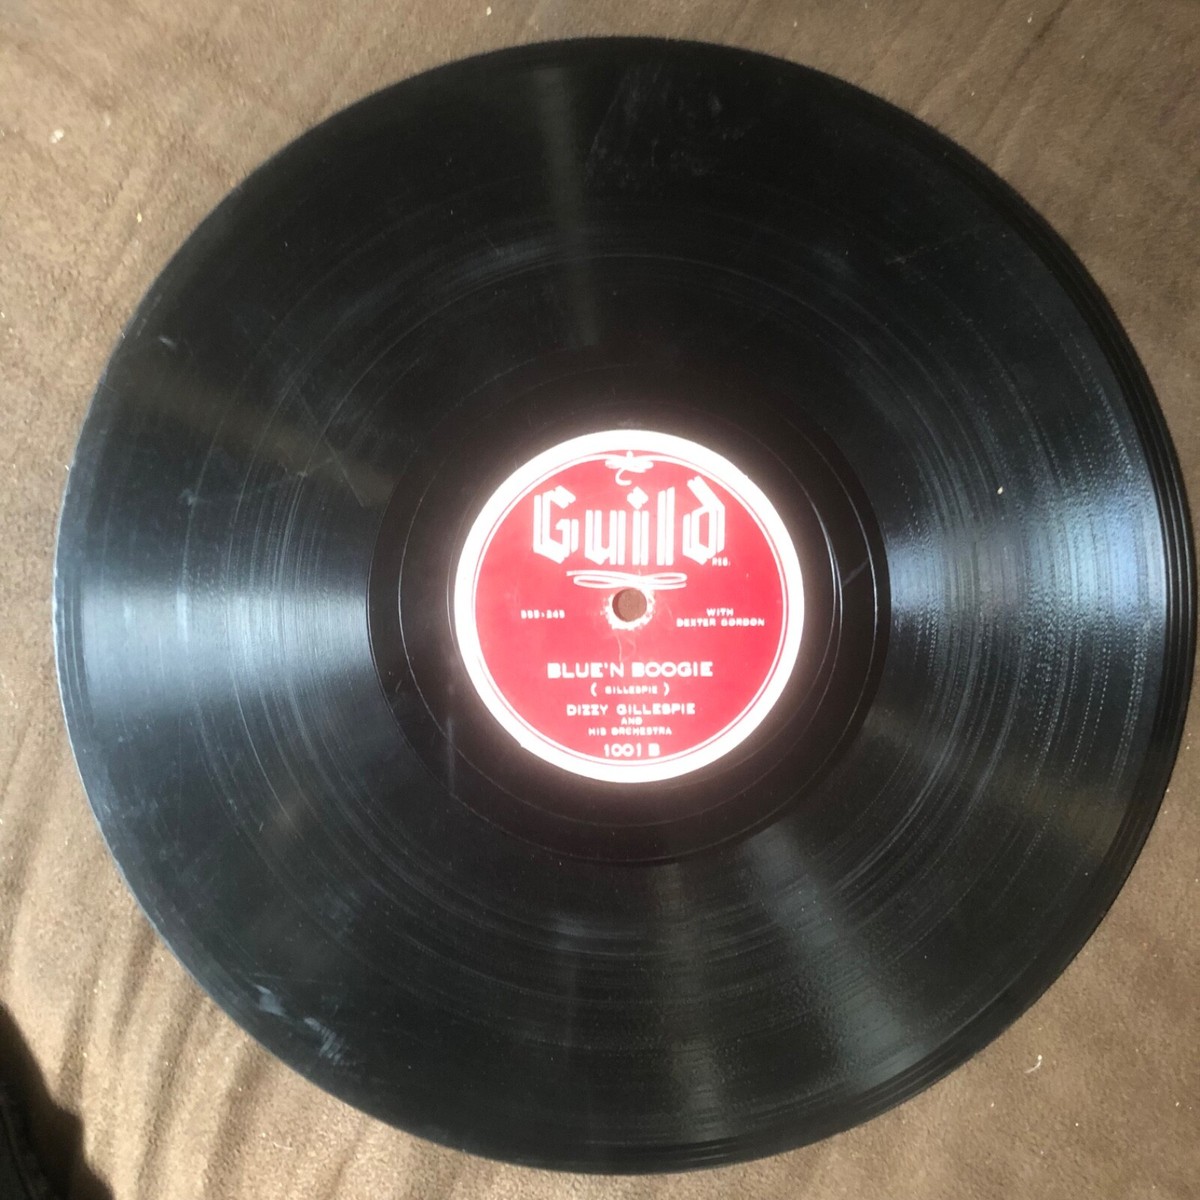 Guild
REG.
WITH
DEXTER GORDON
BLUE'N BOOGIE
( GILLESPIE )
DIZZY GILLESPIE
AND
HIS ORCHESTRA
1001 B